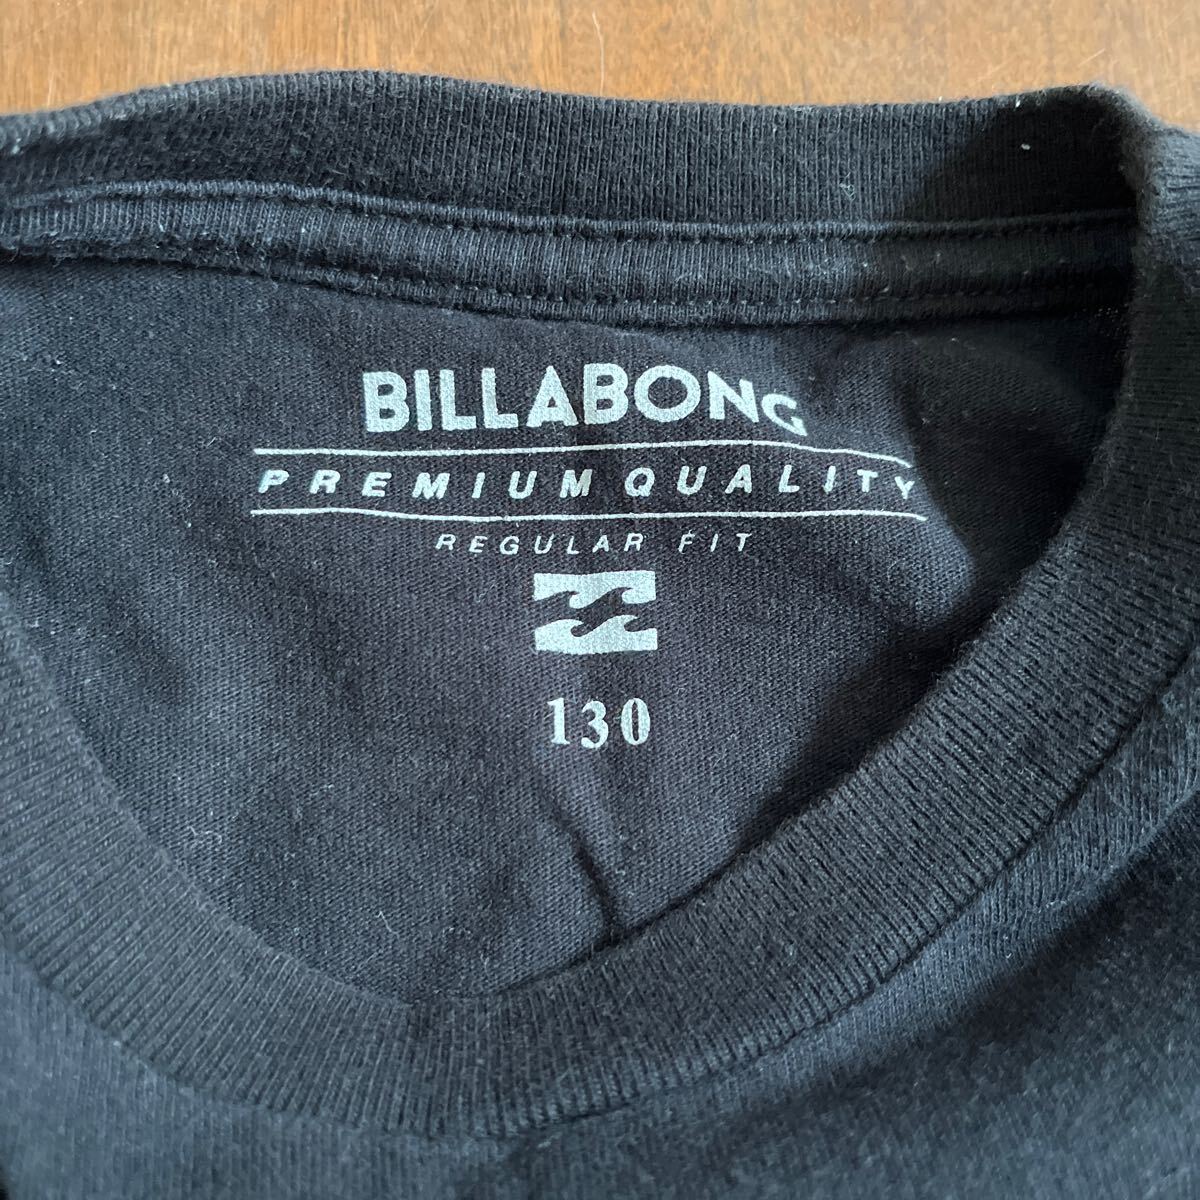 BILLABONG
PREMIUM QUALITY
REGULAR FIT
130